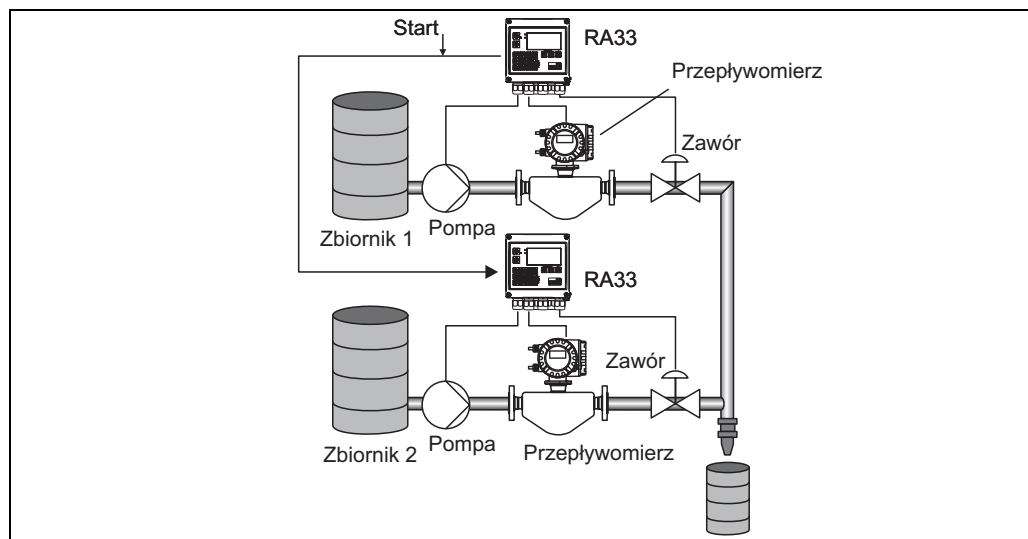 Start
RA33
Przepływomierz
Zawór
Zbiornik 1
Pompa
RA33
Zawór
Zbiornik 2
Pompa
Przepływomierz